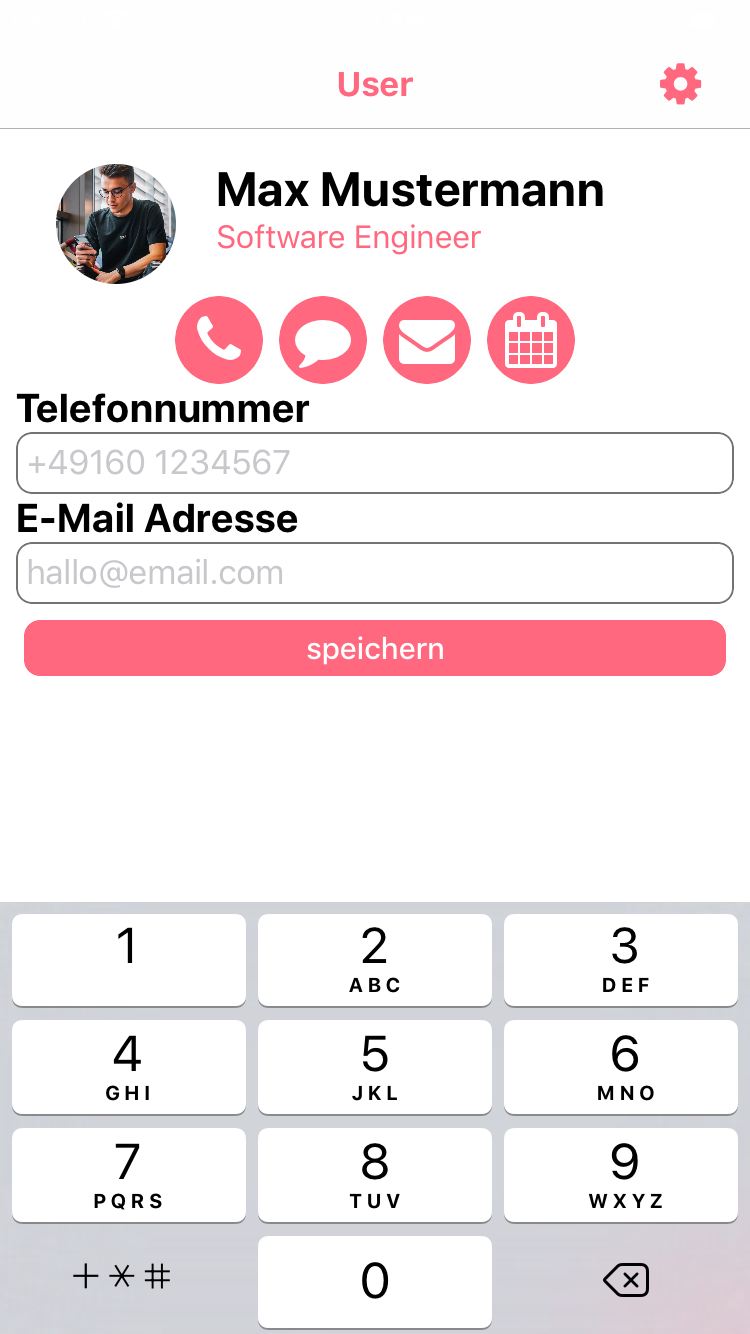 User
Max Mustermann
Software Engineer
Telefonnummer
+49160 1234567
E-Mail Adresse
hallo@email.com
speichern
1
2
ABC
3
DEF
4
GHI
5
JKL
6
MNO
7
PQRS
8
TUV
9
WXYZ
+*#
0